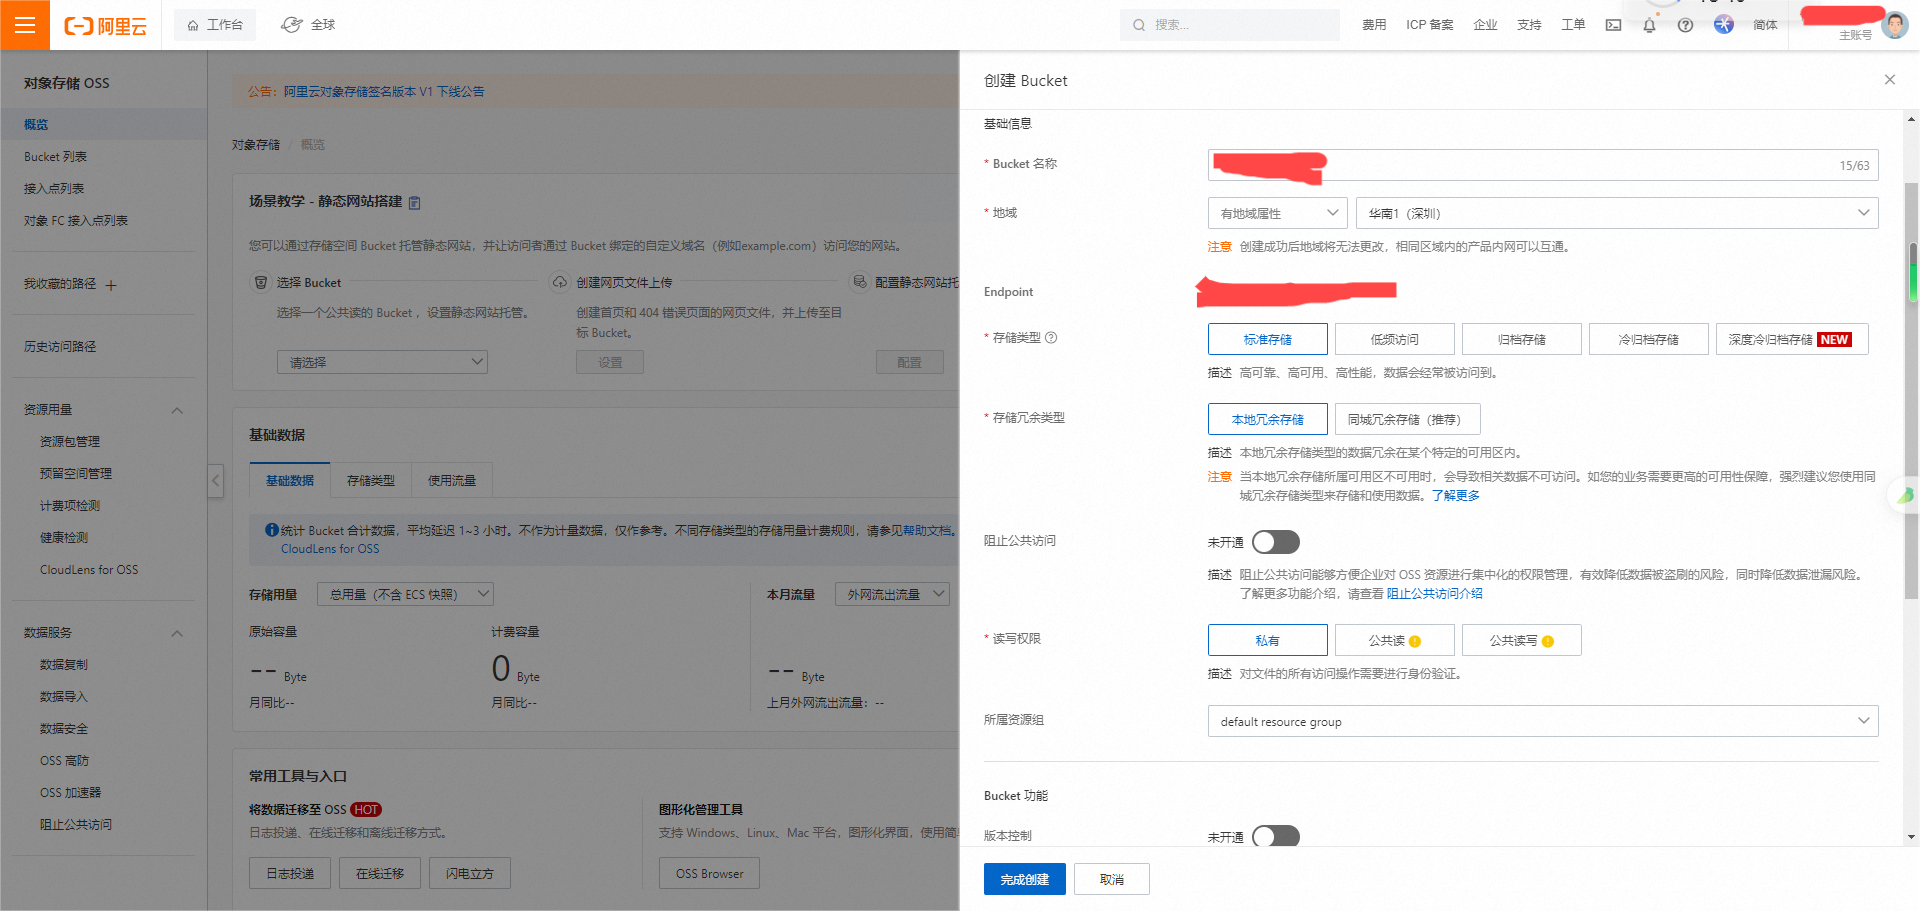 阿里云
工作台
全球
搜索...
费用
ICP 备案
企业
支持
工单
简体
主账号
对象存储 OSS
概览
Bucket 列表
接入点列表
对象 FC 接入点列表
我收藏的路径
历史访问路径
资源用量
资源包管理
预留空间管理
计费项检测
健康检测
CloudLens for OSS
数据服务
数据复制
数据导入
数据安全
OSS 高防
OSS 加速器
阻止公共访问
公告：阿里云对象存储签名版本 V1 下线公告
对象存储 / 概览
场景教学 - 静态网站搭建
您可以通过存储空间 Bucket 托管静态网站，并让访问者通过 Bucket 绑定的自定义域名（例如example.com）访问您的网站。
选择 Bucket
选择一个公共读的 Bucket ，设置静态网站托管。
请选择
创建网页文件上传
创建首页和 404 错误页面的网页文件，并上传至目
标 Bucket。
设置
配置静态网站托
配置
基础数据
基础数据
存储类型
使用流量
统计 Bucket 合计数据，平均延迟 1~3 小时。不作为计量数据，仅作参考。不同存储类型的存储用量计费规则，请参见帮助文档。
CloudLens for OSS
存储用量
总用量（不含 ECS 快照）
本月流量
外网流出流量
原始容量
计费容量
-- Byte
0 Byte
-- Byte
月同比--
月同比--
上月外网流出流量：--
常用工具与入口
将数据迁移至 OSS HOT
日志投递、在线迁移和离线迁移方式。
日志投递
在线迁移
闪电立方
图形化管理工具
支持 Windows、Linux、Mac 平台，图形化界面，使用简
OSS Browser
创建 Bucket
基础信息
* Bucket 名称
15/63
* 地域
有地域属性
华南1（深圳）
注意 创建成功后地域将无法更改，相同区域内的产品内网可以互通。
Endpoint
* 存储类型
标准存储
低频访问
归档存储
冷归档存储
深度冷归档存储 NEW
描述 高可靠、高可用、高性能，数据会经常被访问到。
* 存储冗余类型
本地冗余存储
同城冗余存储（推荐）
描述 本地冗余存储类型的数据冗余在某个特定的可用区内。
注意 当本地冗余存储所属可用区不可用时，会导致相关数据不可访问。如您的业务需要更高的可用性保障，强烈建议您使用同
城冗余存储类型来存储和使用数据。了解更多
阻止公共访问
未开通
描述 阻止公共访问能够方便企业对 OSS 资源进行集中化的权限管理，有效降低数据被盗刷的风险，同时降低数据泄漏风险。
了解更多功能介绍，请查看 阻止公共访问介绍
* 读写权限
私有
公共读
公共读写
描述 对文件的所有访问操作需要进行身份验证。
所属资源组
default resource group
Bucket 功能
版本控制
未开通
完成创建
取消